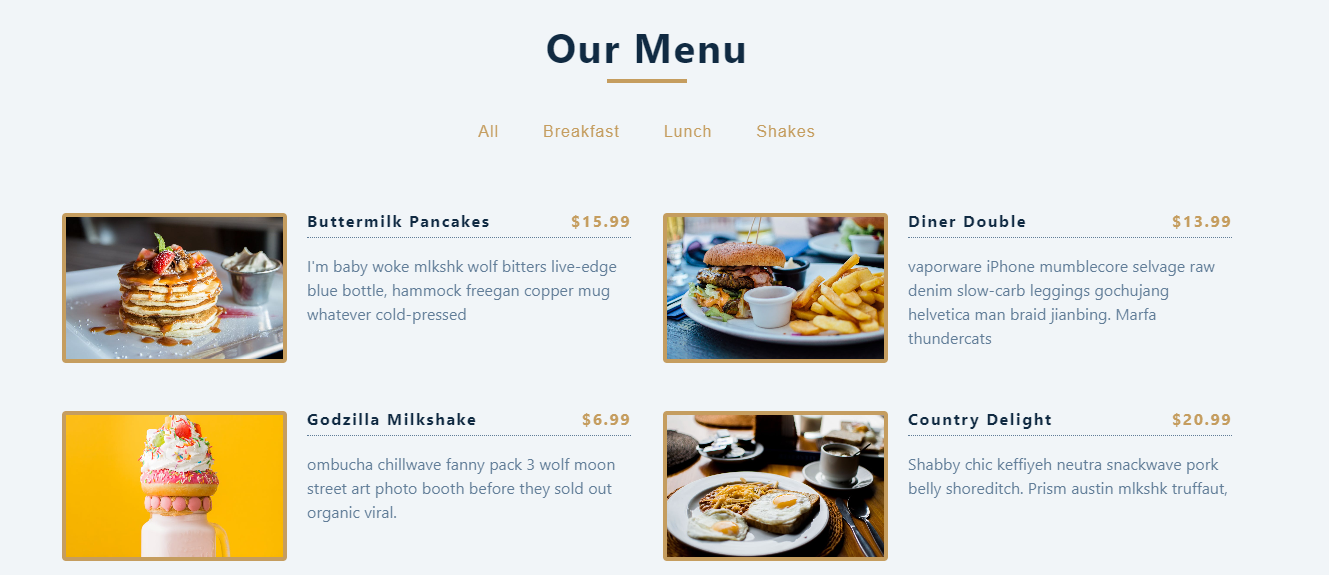 Our Menu
All Breakfast Lunch Shakes
Buttermilk Pancakes $15.99
I'm baby woke mlkshk wolf bitters live-edge
blue bottle, hammock freegan copper mug
whatever cold-pressed
Diner Double $13.99
vaporware iPhone mumblecore selvage raw
denim slow-carb leggings gochujang
helvetica man braid jianbing. Marfa
thundercats
Godzilla Milkshake $6.99
ombucha chillwave fanny pack 3 wolf moon
street art photo booth before they sold out
organic viral.
Country Delight $20.99
Shabby chic keffiyeh neutra snackwave pork
belly shoreditch. Prism austin mlkshk truffaut,